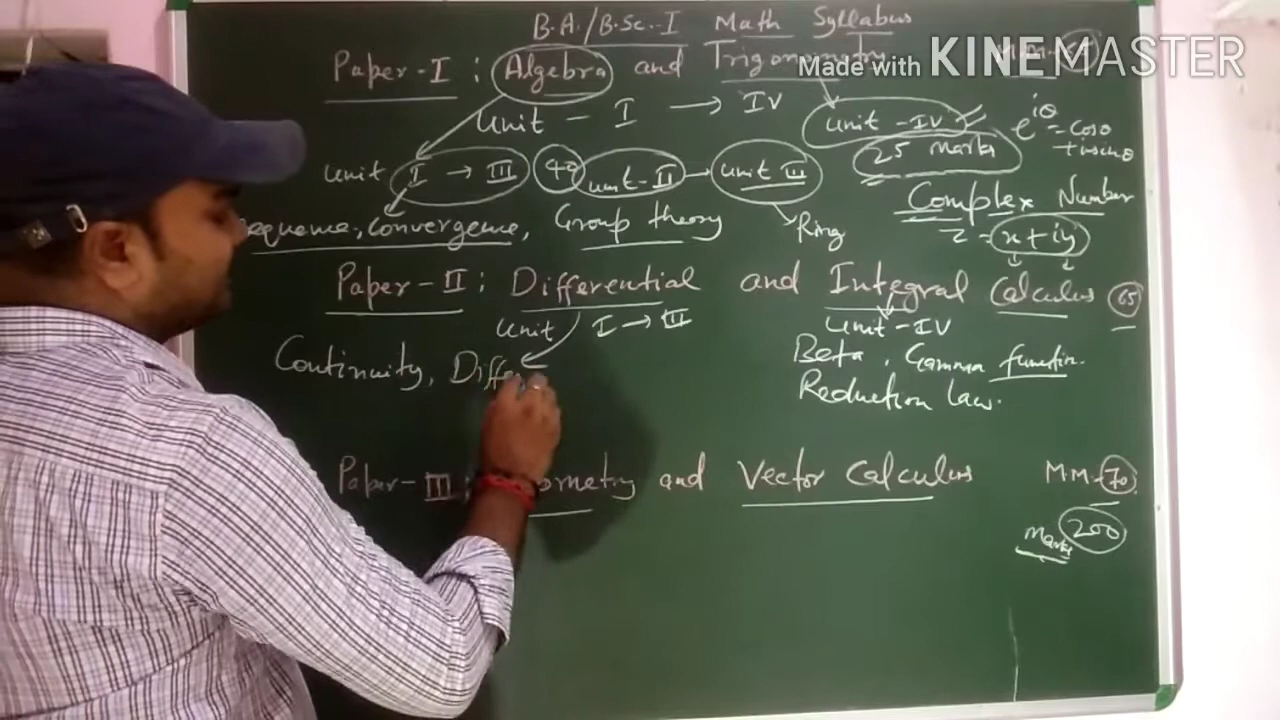 B.A./B.Sc.-I Math Syllabus
Paper-I : Algebra and Trigonometry
Made with KINEMASTER
Unit - I → IV
Unit - IV
e^iθ = Cosθ
+ i sinθ
25 marks
Unit I → III 40 Unit-II → Unit III
Complex Number
Z = x+iy
Sequence, Convergence, Group theory
Ring
Paper-II : Differential and Integral Calculus 65
Unit I → III
Unit-IV
Continuity, Diffe
Beta, Gamma function.
Reduction Law.
Paper-III : ometry and Vector Calculus M.M-70
Marks 200